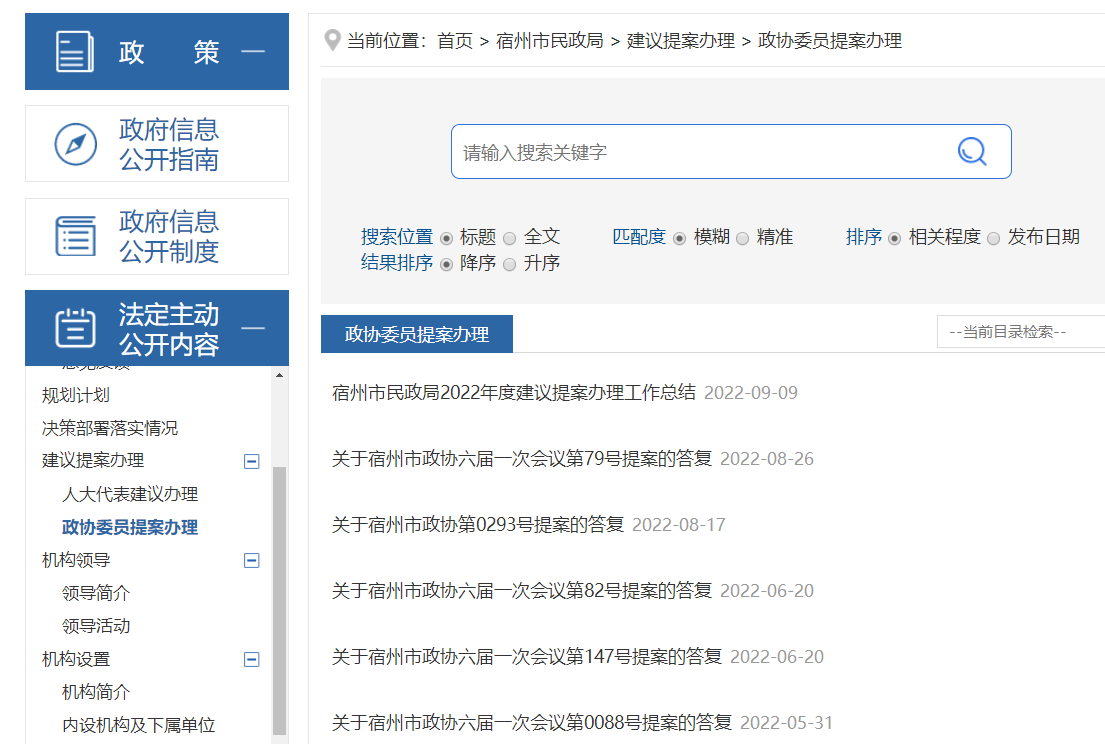 政 策
政府信息
公开指南
政府信息
公开制度
法定主动
公开内容
规划计划
决策部署落实情况
建议提案办理
人大代表建议办理
政协委员提案办理
机构领导
领导简介
领导活动
机构设置
机构简介
内设机构及下属单位
当前位置：首页 > 宿州市民政局 > 建议提案办理 > 政协委员提案办理
请输入搜索关键字
搜索位置 标题 全文 匹配度 模糊 精准 排序 相关程度 发布日期
结果排序 降序 升序
政协委员提案办理
--当前目录检索--
宿州市民政局2022年度建议提案办理工作总结 2022-09-09
关于宿州市政协六届一次会议第79号提案的答复 2022-08-26
关于宿州市政协第0293号提案的答复 2022-08-17
关于宿州市政协六届一次会议第82号提案的答复 2022-06-20
关于宿州市政协六届一次会议第147号提案的答复 2022-06-20
关于宿州市政协六届一次会议第0088号提案的答复 2022-05-31